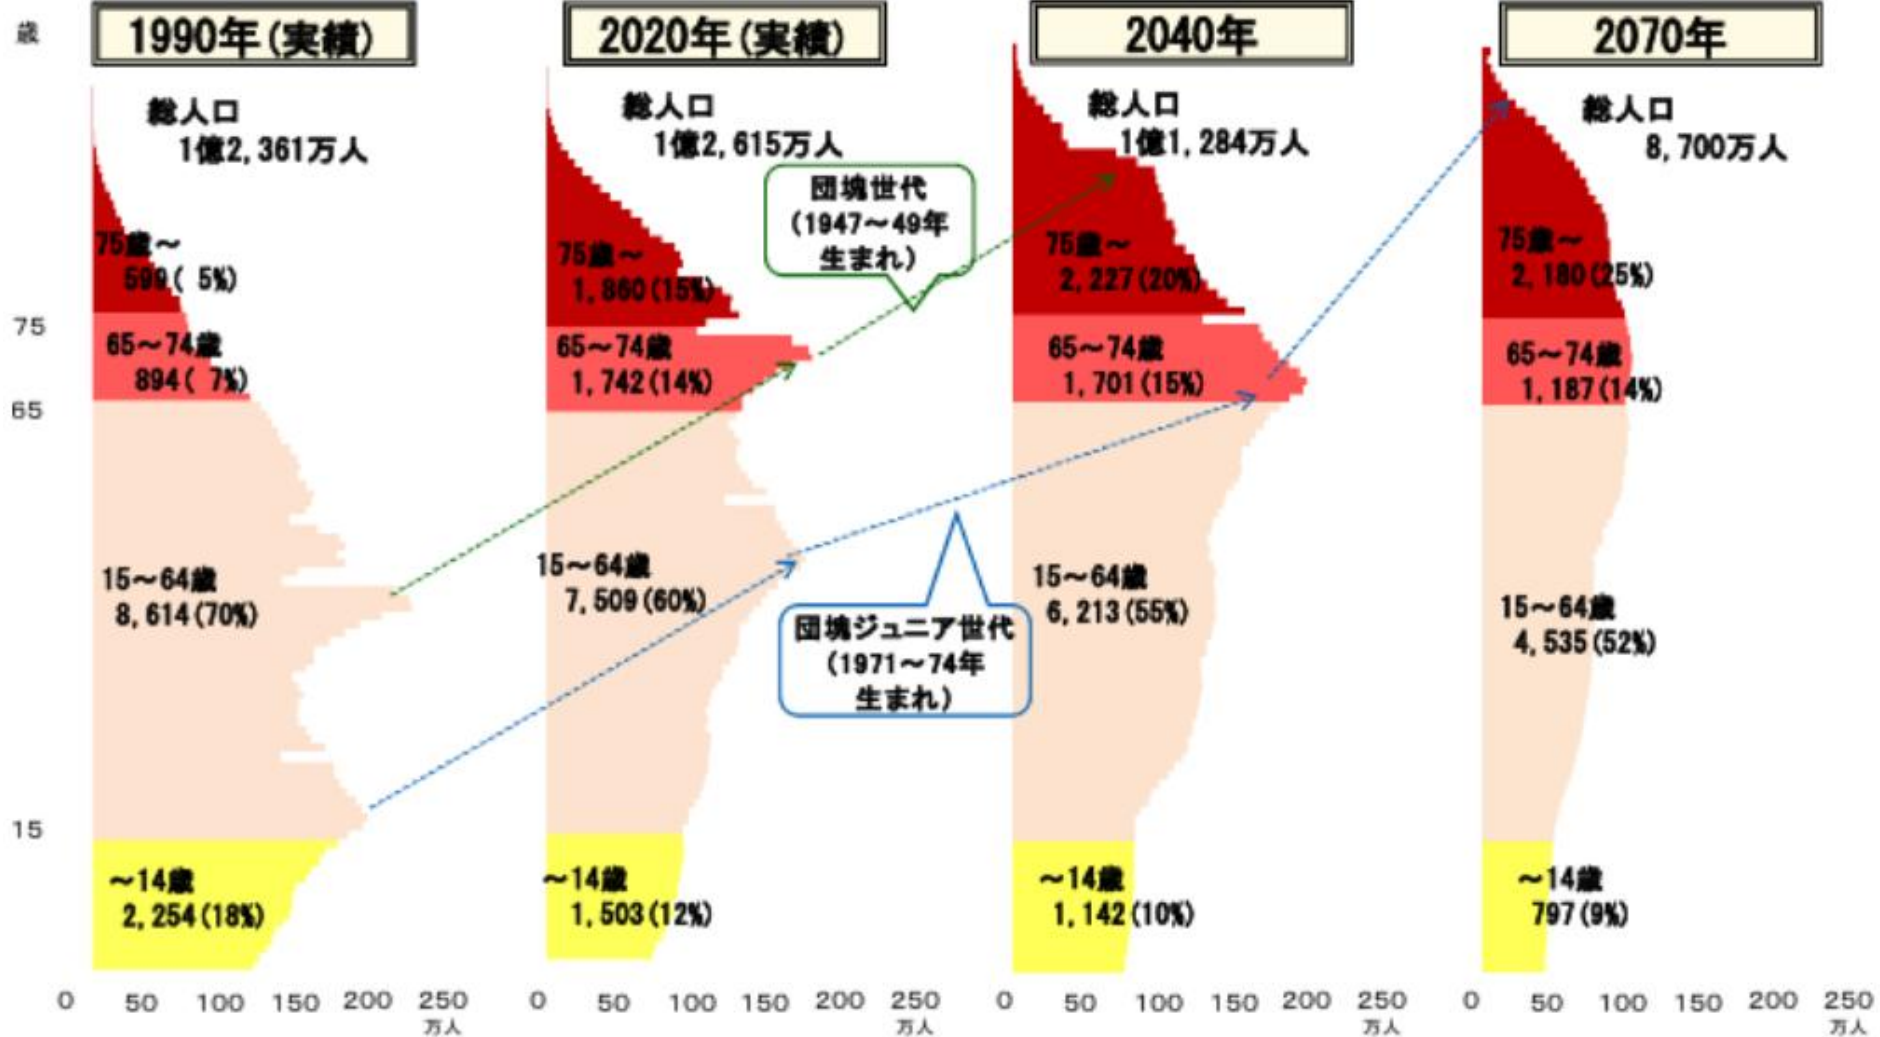 歳
1990年(実績)
総人口
1億2,361万人
75歳～
599( 5%)
65～74歳
894( 7%)
15～64歳
8,614(70%)
～14歳
2,254(18%)
2020年(実績)
総人口
1億2,615万人
75歳～
1,860(15%)
65～74歳
1,742(14%)
15～64歳
7,509(60%)
～14歳
1,503(12%)
団塊世代
(1947～49年
生まれ)
団塊ジュニア世代
(1971～74年
生まれ)
2040年
総人口
1億1,284万人
75歳～
2,227(20%)
65～74歳
1,701(15%)
15～64歳
6,213(55%)
～14歳
1,142(10%)
2070年
総人口
8,700万人
75歳～
2,180(25%)
65～74歳
1,187(14%)
15～64歳
4,535(52%)
～14歳
797(9%)
75
65
15
0 50 100 150 200 250
万人
0 50 100 150 200 250
万人
0 50 100 150 200 250
万人
0 50 100 150 200 250
万人